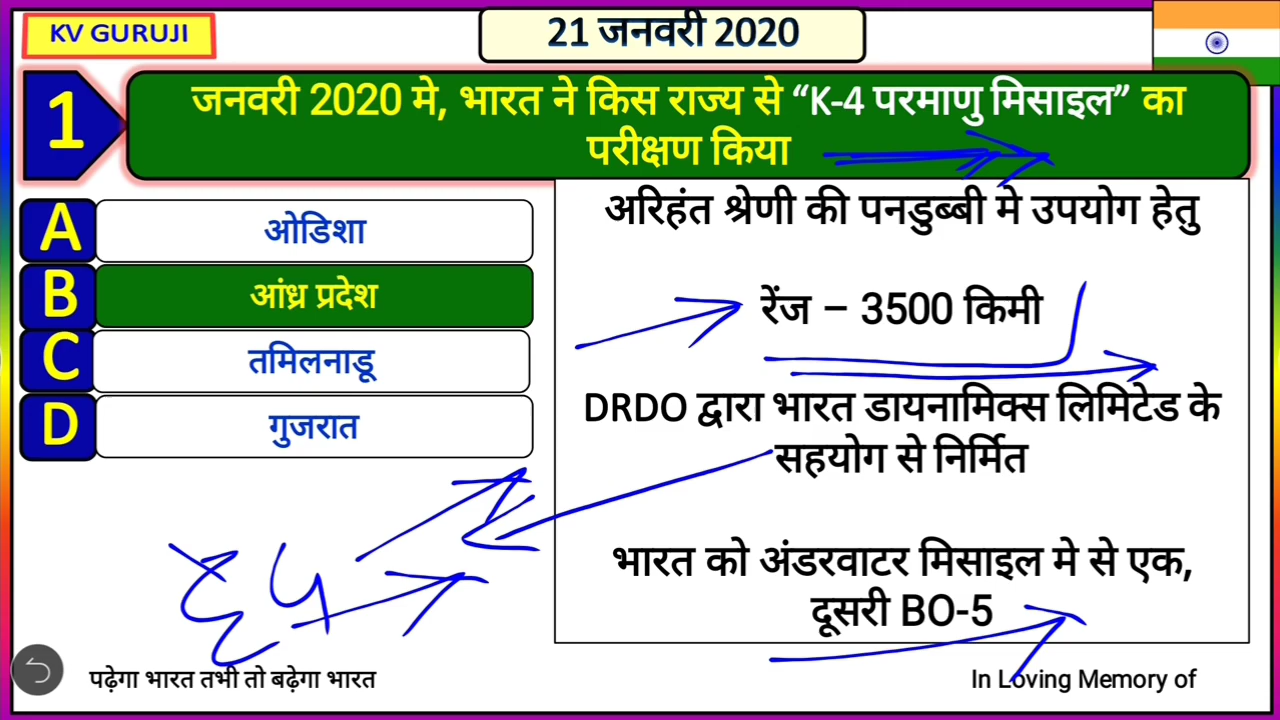 KV GURUJI
21 जनवरी 2020
1
जनवरी 2020 मे, भारत ने किस राज्य से “K-4 परमाणु मिसाइल” का
परीक्षण किया
A
ओडिशा
B
आंध्र प्रदेश
C
तमिलनाडू
D
गुजरात
अरिहंत श्रेणी की पनडुब्बी मे उपयोग हेतु
रेंज – 3500 किमी
DRDO द्वारा भारत डायनामिक्स लिमिटेड के
सहयोग से निर्मित
भारत को अंडरवाटर मिसाइल मे से एक,
दूसरी BO-5
पढ़ेगा भारत तभी तो बढ़ेगा भारत
In Loving Memory of